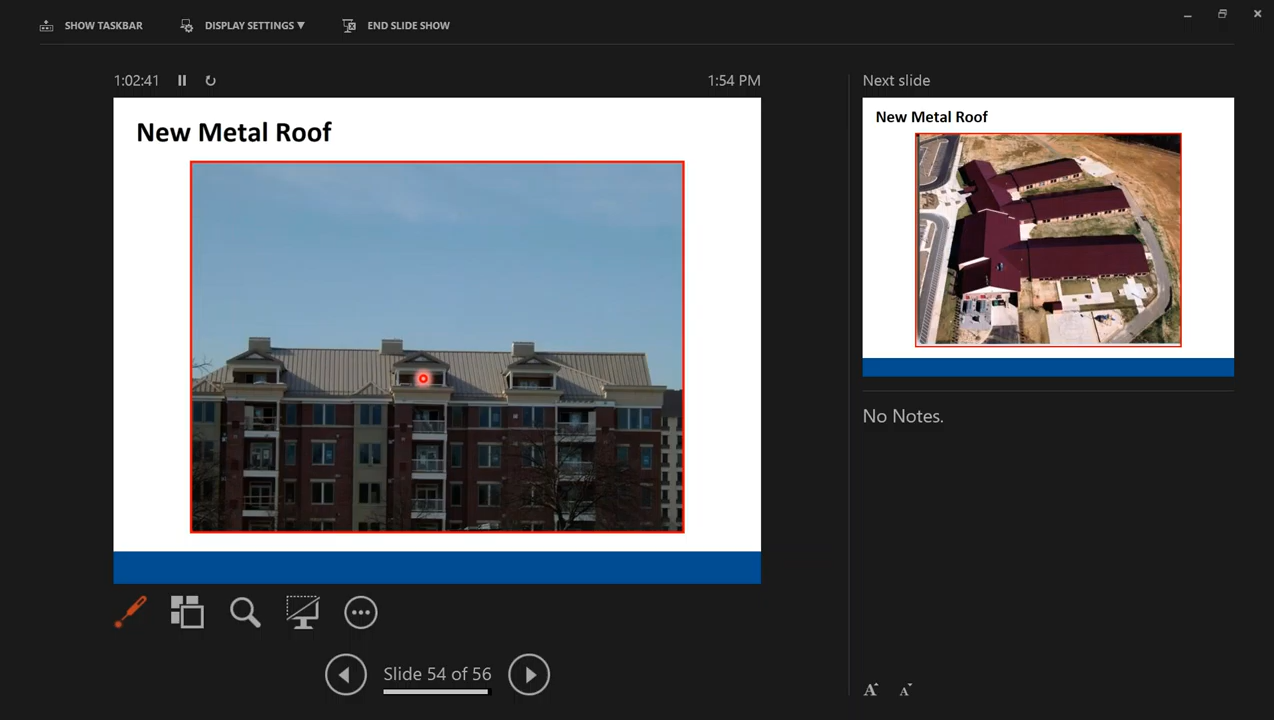 SHOW TASKBAR
DISPLAY SETTINGS ▼
END SLIDE SHOW
1:02:41
1:54 PM
Next slide
New Metal Roof
New Metal Roof
No Notes.
Slide 54 of 56
A A